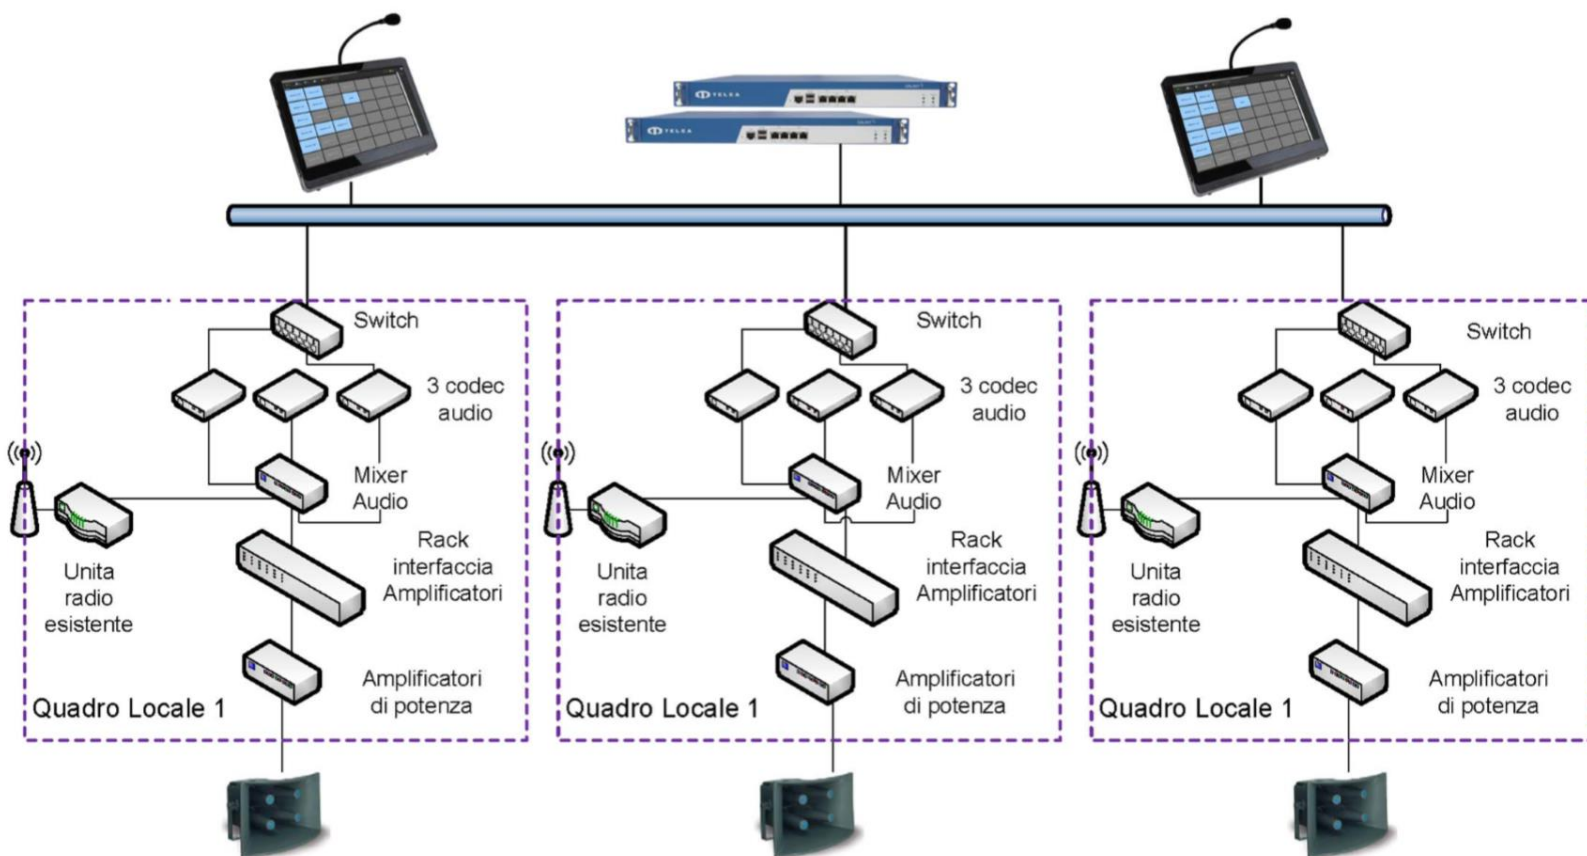 TELSA
TELSA
Switch
3 codec
audio
Mixer
Audio
Rack
interfaccia
Amplificatori
Unita
radio
esistente
Amplificatori
di potenza
Quadro Locale 1
Switch
3 codec
audio
Mixer
Audio
Rack
interfaccia
Amplificatori
Unita
radio
esistente
Amplificatori
di potenza
Quadro Locale 1
Switch
3 codec
audio
Mixer
Audio
Rack
interfaccia
Amplificatori
Unita
radio
esistente
Amplificatori
di potenza
Quadro Locale 1